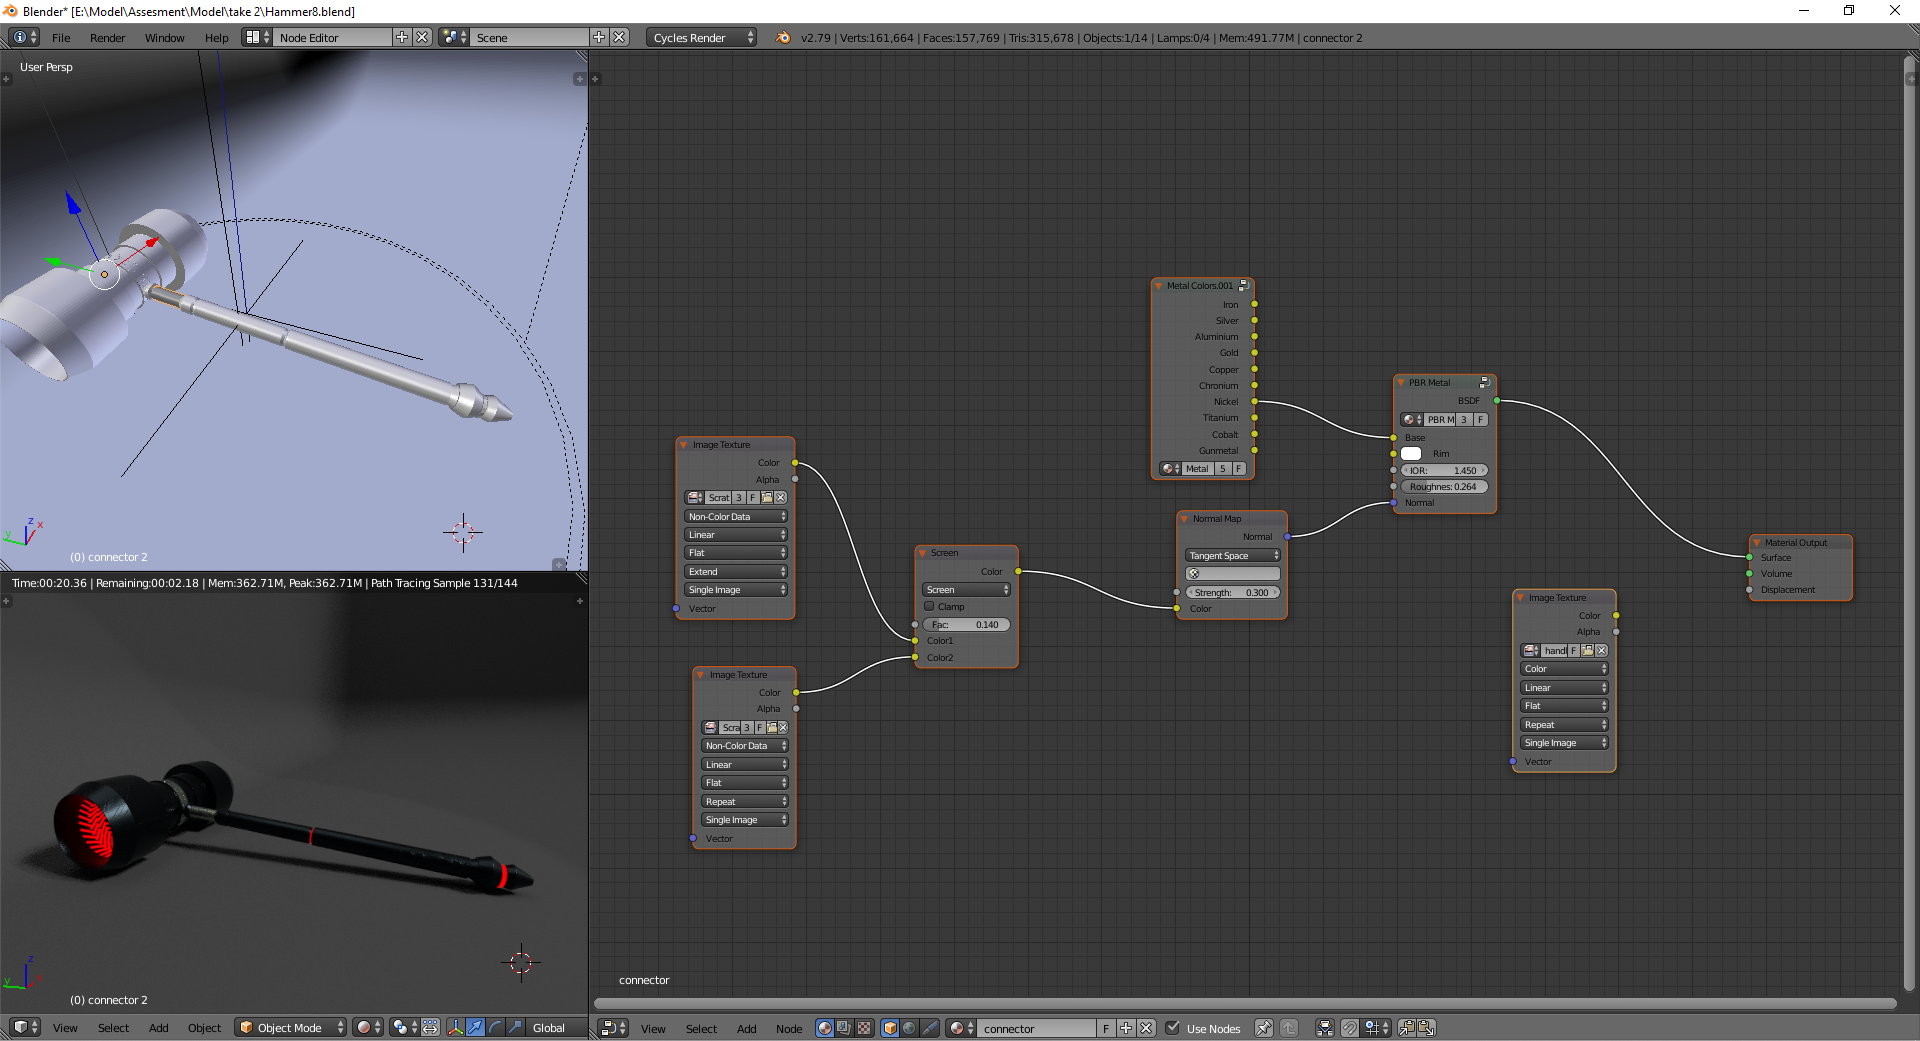 Blender* [E:\Model\Assesment\Model\take 2\Hammer8.blend]
File Render Window Help Node Editor Scene Cycles Render v2.79 | Verts:161,664 | Faces:157,769 | Tris:315,678 | Objects:1/14 | Lamps:0/4 | Mem:491.77M | connector 2
User Persp
z
x
y
(0) connector 2
Time:00:20.36 | Remaining:00:02.18 | Mem:362.71M, Peak:362.71M | Path Tracing Sample 131/144
z
y
(0) connector 2
View Select Add Object Object Mode Global
Image Texture
Color
Alpha
Scrat 3 F
Non-Color Data
Linear
Flat
Extend
Single Image
Vector
Image Texture
Color
Alpha
Scra 3 F
Non-Color Data
Linear
Flat
Repeat
Single Image
Vector
Screen
Color
Screen
Clamp
Fac: 0.140
Color1
Color2
Metal Colors.001
Iron
Silver
Aluminium
Gold
Copper
Chromium
Nickel
Titanium
Cobalt
Gunmetal
Metal 5 F
Normal Map
Normal
Tangent Space
Strength: 0.300
Color
PBR Metal
BSDF
PBR M 3 F
Base
Rim
IOR: 1.450
Roughnes: 0.264
Normal
Image Texture
Color
Alpha
handl F
Color
Linear
Flat
Repeat
Single Image
Vector
Material Output
Surface
Volume
Displacement
connector
View Select Add Node connector F Use Nodes